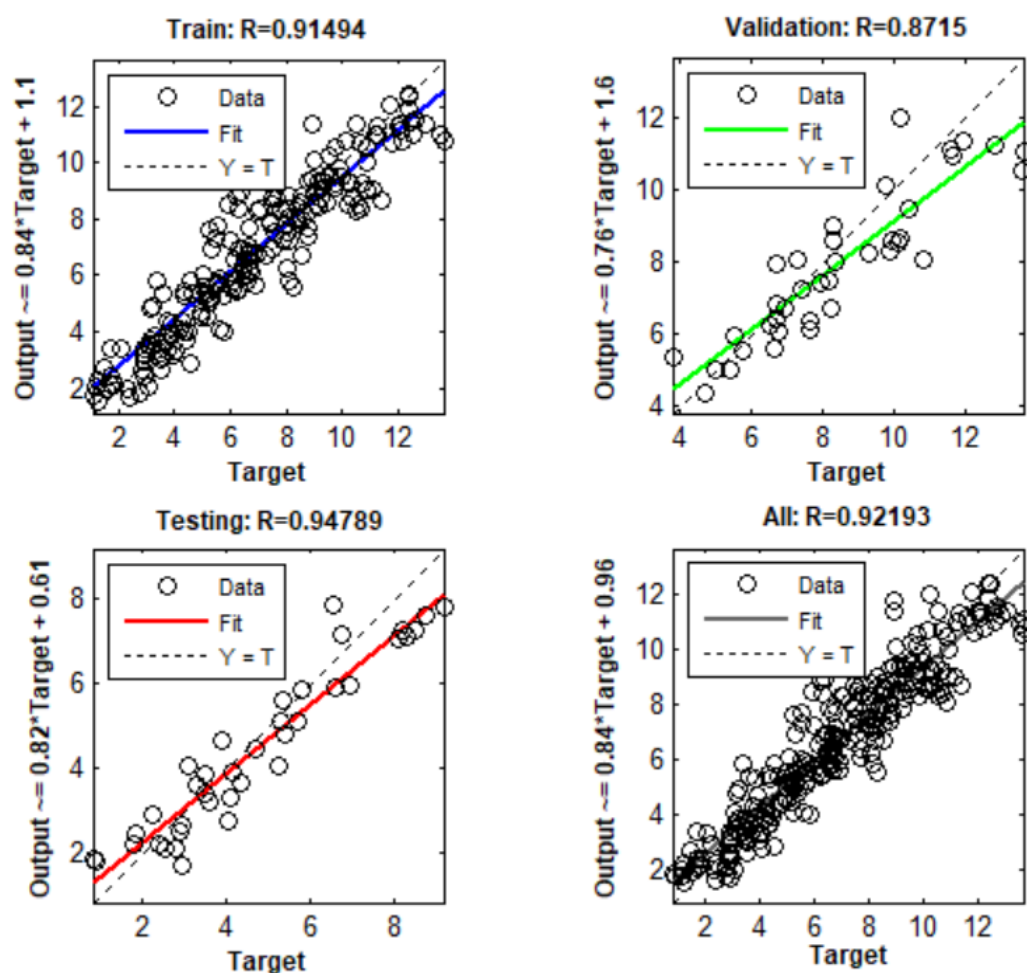 Train: R=0.91494
Output ~= 0.84*Target + 1.1
Data
Fit
Y = T
12
10
8
6
4
2
2 4 6 8 10 12
Target
Validation: R=0.8715
Output ~= 0.76*Target + 1.6
Data
Fit
Y = T
12
10
8
6
4
4 6 8 10 12
Target
Testing: R=0.94789
Output ~= 0.82*Target + 0.61
Data
Fit
Y = T
8
6
4
2
2 4 6 8
Target
All: R=0.92193
Output ~= 0.84*Target + 0.96
Data
Fit
Y = T
12
10
8
6
4
2
2 4 6 8 10 12
Target